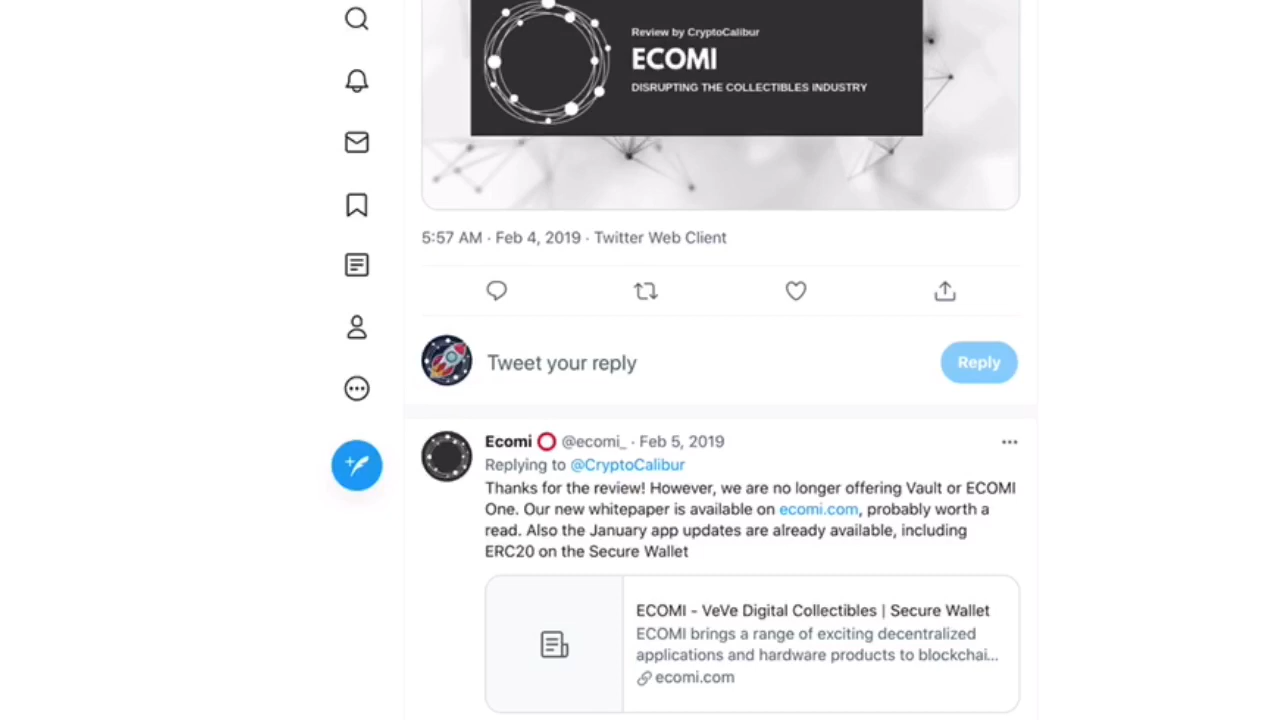 Review by CryptoCalibur
ECOMI
DISRUPTING THE COLLECTIBLES INDUSTRY
5:57 AM · Feb 4, 2019 · Twitter Web Client
Tweet your reply
Reply
Ecomi ⭕ @ecomi_ · Feb 5, 2019
Replying to @CryptoCalibur
Thanks for the review! However, we are no longer offering Vault or ECOMI
One. Our new whitepaper is available on ecomi.com, probably worth a
read. Also the January app updates are already available, including
ERC20 on the Secure Wallet
ECOMI - VeVe Digital Collectibles | Secure Wallet
ECOMI brings a range of exciting decentralized
applications and hardware products to blockchai...
ecomi.com